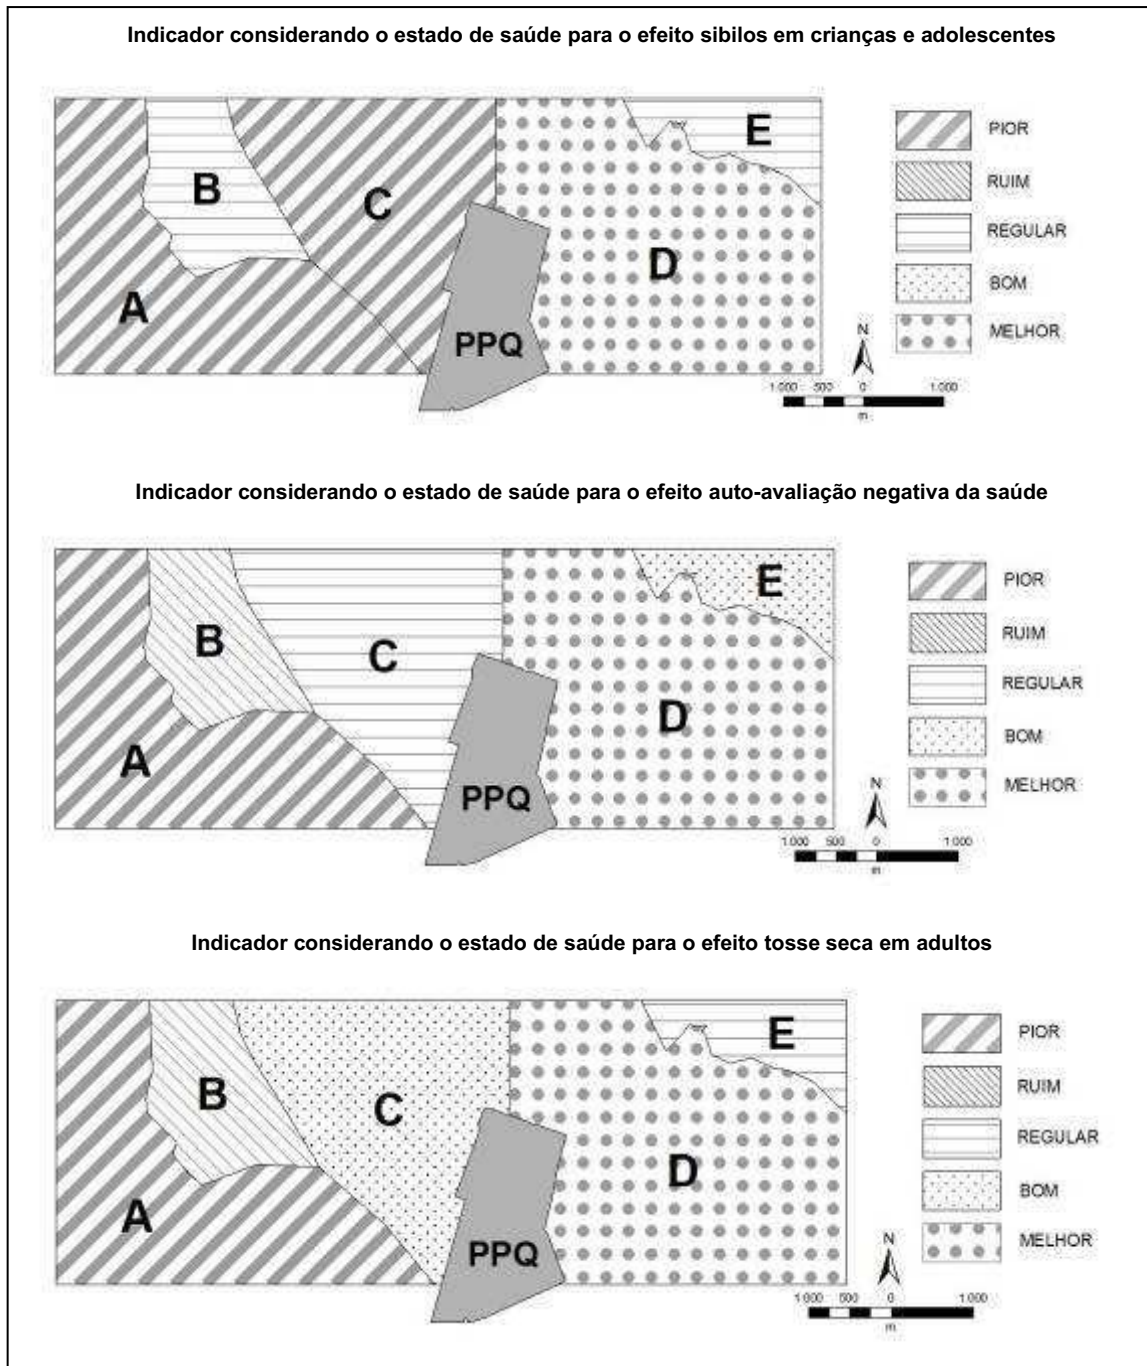 Indicador considerando o estado de saúde para o efeito sibilos em crianças e adolescentes
A
B
C
D
E
PPQ
PIOR
RUIM
REGULAR
BOM
MELHOR
N
1.000 500 0 1.000
m
Indicador considerando o estado de saúde para o efeito auto-avaliação negativa da saúde
A
B
C
D
E
PPQ
PIOR
RUIM
REGULAR
BOM
MELHOR
N
1.000 500 0 1.000
m
Indicador considerando o estado de saúde para o efeito tosse seca em adultos
A
B
C
D
E
PPQ
PIOR
RUIM
REGULAR
BOM
MELHOR
N
1.000 500 0 1.000
m